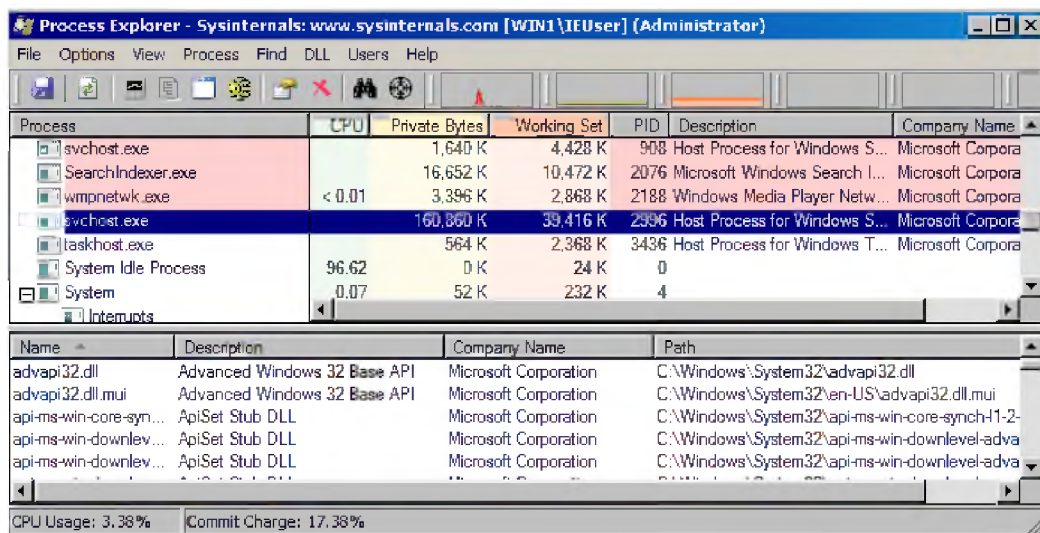 Process Explorer - Sysinternals: www.sysinternals.com [WIN1\IEUser] (Administrator)
File Options View Process Find DLL Users Help
Process CPU Private Bytes Working Set PID Description Company Name
svchost.exe 1,640 K 4,428 K 908 Host Process for Windows S... Microsoft Corpora
SearchIndexer.exe 16,652 K 10,472 K 2076 Microsoft Windows Search I... Microsoft Corpora
wmpnetwk.exe < 0.01 3,396 K 2,868 K 2188 Windows Media Player Netw... Microsoft Corpora
svchost.exe 160,860 K 39,416 K 2996 Host Process for Windows S... Microsoft Corpora
taskhost.exe 564 K 2,368 K 3436 Host Process for Windows T... Microsoft Corpora
System Idle Process 96.62 0 K 24 K 0
System 0.07 52 K 232 K 4
Interrupts
Name Description Company Name Path
advapi32.dll Advanced Windows 32 Base API Microsoft Corporation C:\Windows\System32\advapi32.dll
advapi32.dll.mui Advanced Windows 32 Base API Microsoft Corporation C:\Windows\System32\en-US\advapi32.dll.mui
api-ms-win-core-syn... ApiSet Stub DLL Microsoft Corporation C:\Windows\System32\api-ms-win-core-synch-l1-2-
api-ms-win-downlev... ApiSet Stub DLL Microsoft Corporation C:\Windows\System32\api-ms-win-downlevel-adva
api-ms-win-downlev... ApiSet Stub DLL Microsoft Corporation C:\Windows\System32\api-ms-win-downlevel-adva
CPU Usage: 3.38% Commit Charge: 17.38%